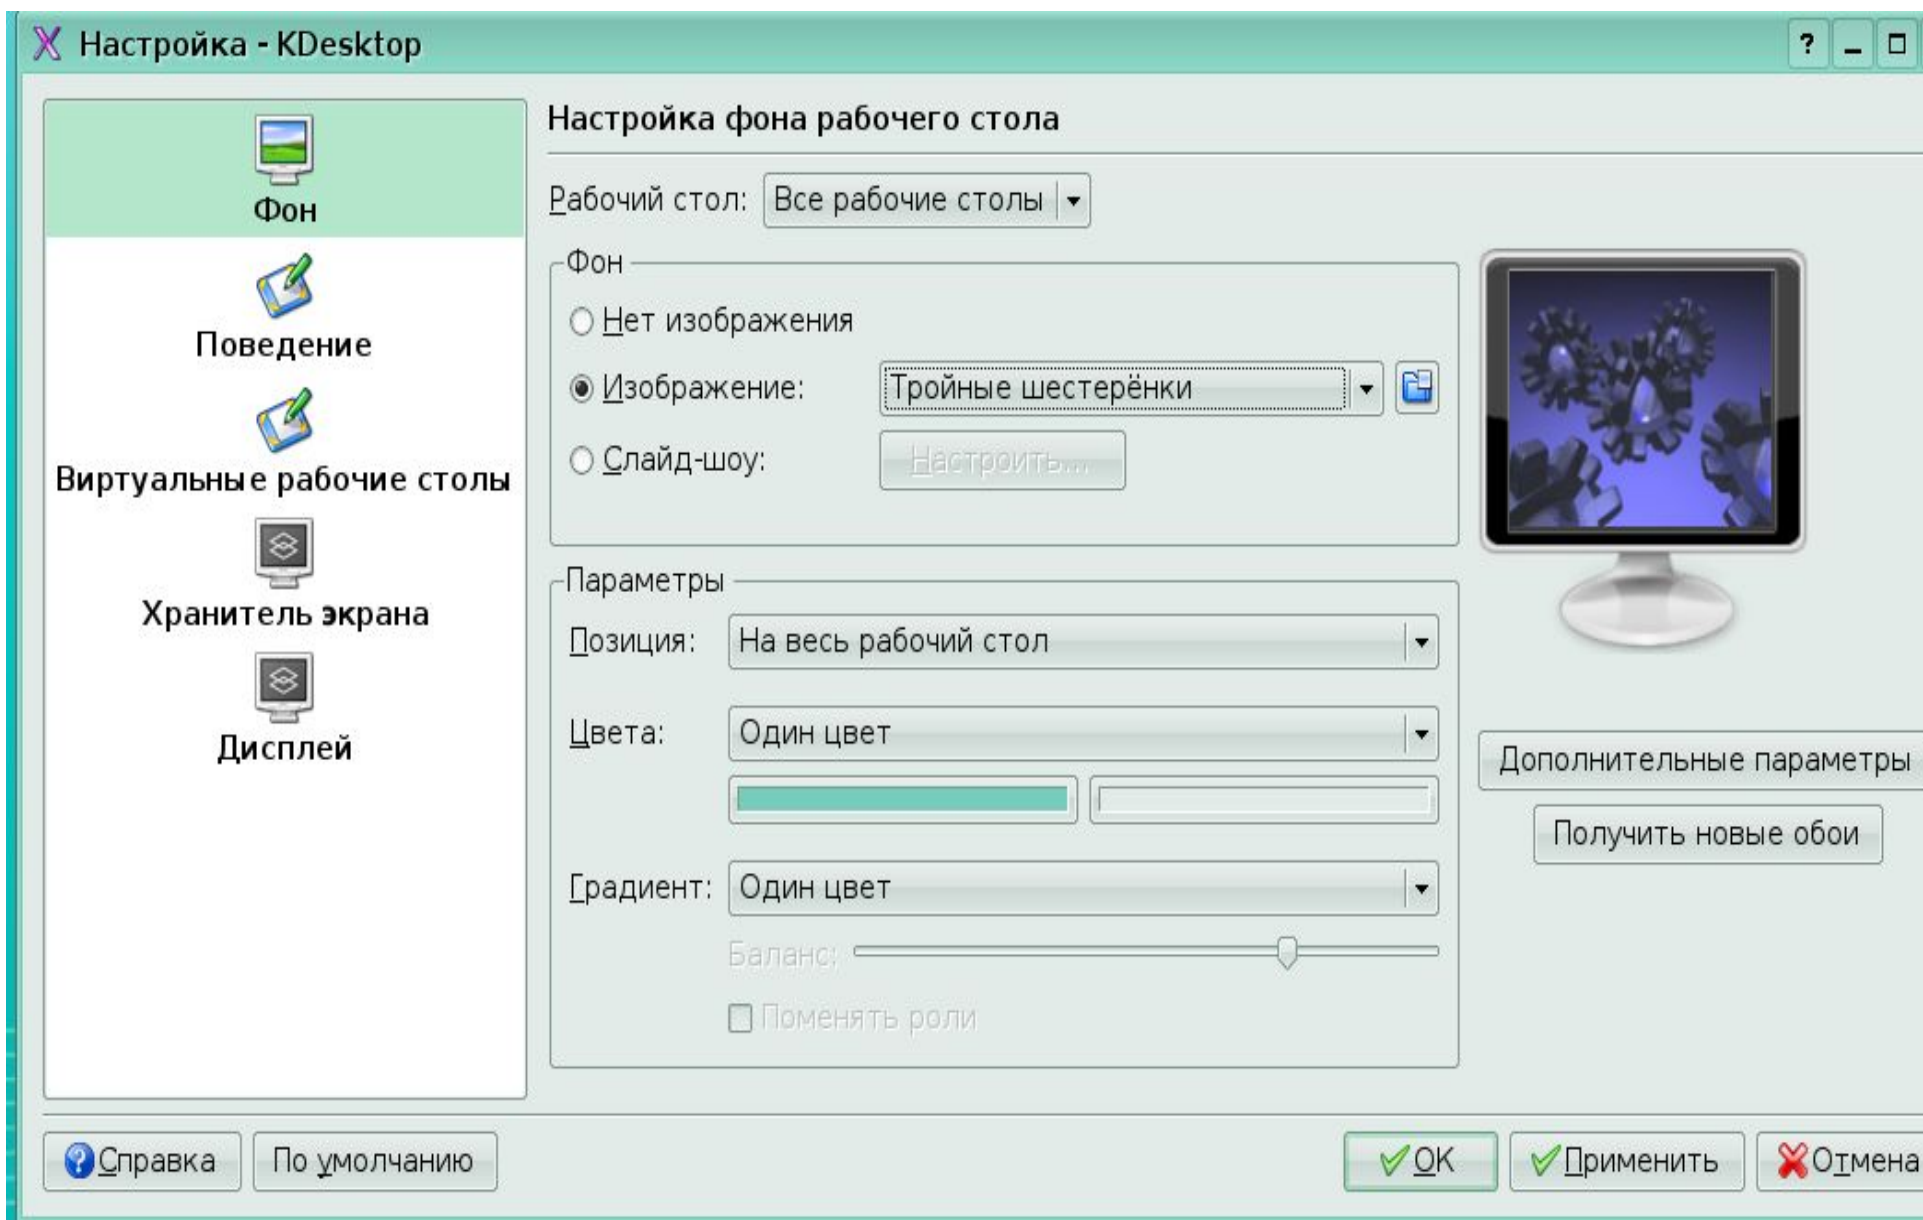 Настройка - KDesktop
Фон
Поведение
Виртуальные рабочие столы
Хранитель экрана
Дисплей
Настройка фона рабочего стола
Рабочий стол: Все рабочие столы
Фон
Нет изображения
Изображение: Тройные шестерёнки
Слайд-шоу: Настроить...
Параметры
Позиция: На весь рабочий стол
Цвета: Один цвет
Градиент: Один цвет
Баланс:
Поменять роли
Дополнительные параметры
Получить новые обои
Справка По умолчанию OK Применить Отмена